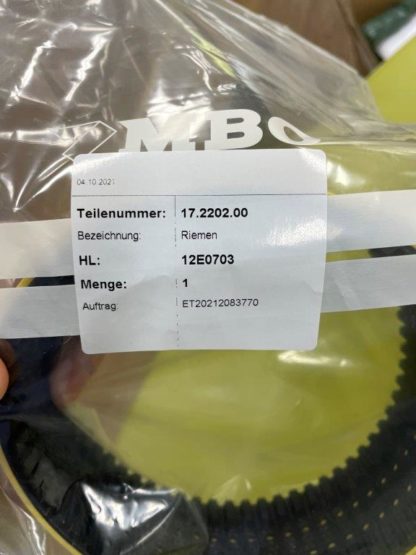 MBO
04.10.2021
Teilenummer: 17.2202.00
Bezeichnung: Riemen
HL: 12E0703
Menge: 1
Auftrag: ET20212083770